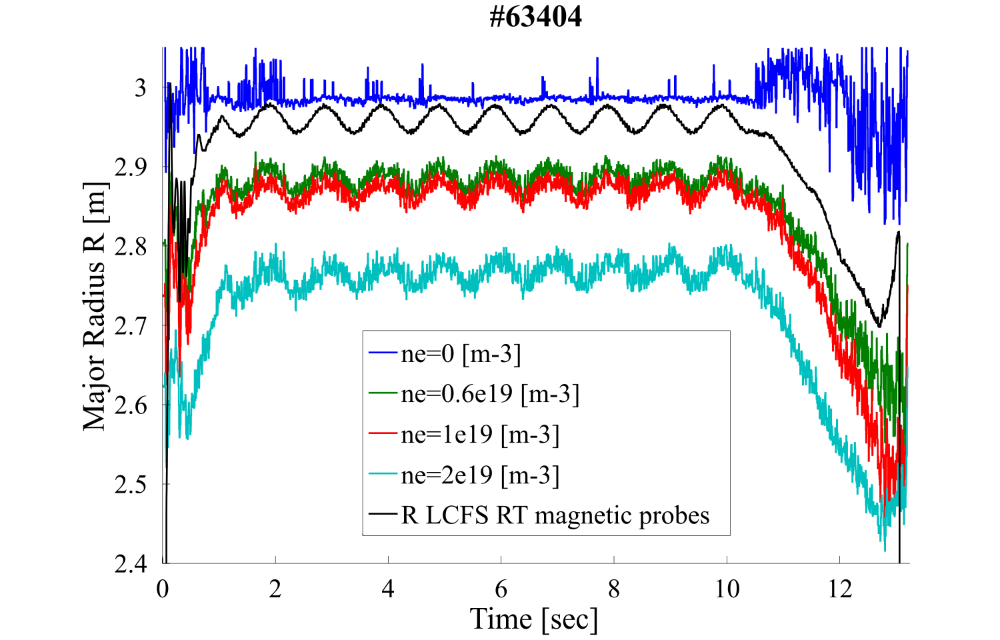 #63404
3
2.9
2.8
2.7
2.6
2.5
2.4
Major Radius R [m]
ne=0 [m-3]
ne=0.6e19 [m-3]
ne=1e19 [m-3]
ne=2e19 [m-3]
R LCFS RT magnetic probes
0 2 4 6 8 10 12
Time [sec]